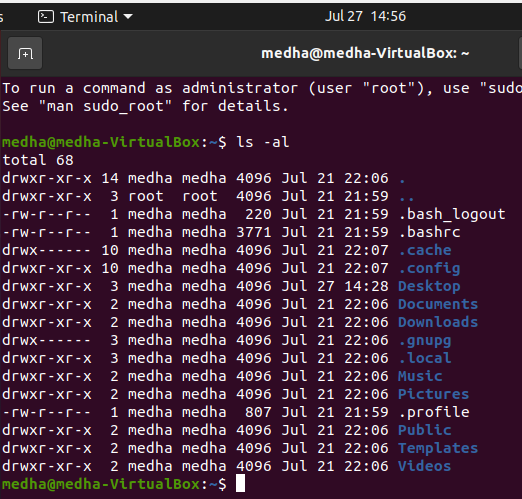 s Terminal Jul 27 14:56
medha@medha-VirtualBox: ~
To run a command as administrator (user "root"), use "sudo
See "man sudo_root" for details.
medha@medha-VirtualBox:~$ ls -al
total 68
drwxr-xr-x 14 medha medha 4096 Jul 21 22:06 .
drwxr-xr-x  3 root  root  4096 Jul 21 21:59 ..
-rw-r--r--  1 medha medha  220 Jul 21 21:59 .bash_logout
-rw-r--r--  1 medha medha 3771 Jul 21 21:59 .bashrc
drwx------ 10 medha medha 4096 Jul 21 22:07 .cache
drwxr-xr-x 10 medha medha 4096 Jul 21 22:07 .config
drwxr-xr-x  3 medha medha 4096 Jul 27 14:28 Desktop
drwxr-xr-x  2 medha medha 4096 Jul 21 22:06 Documents
drwxr-xr-x  2 medha medha 4096 Jul 21 22:06 Downloads
drwx------  3 medha medha 4096 Jul 21 22:06 .gnupg
drwxr-xr-x  3 medha medha 4096 Jul 21 22:06 .local
drwxr-xr-x  2 medha medha 4096 Jul 21 22:06 Music
drwxr-xr-x  2 medha medha 4096 Jul 21 22:06 Pictures
-rw-r--r--  1 medha medha  807 Jul 21 21:59 .profile
drwxr-xr-x  2 medha medha 4096 Jul 21 22:06 Public
drwxr-xr-x  2 medha medha 4096 Jul 21 22:06 Templates
drwxr-xr-x  2 medha medha 4096 Jul 21 22:06 Videos
medha@medha-VirtualBox:~$